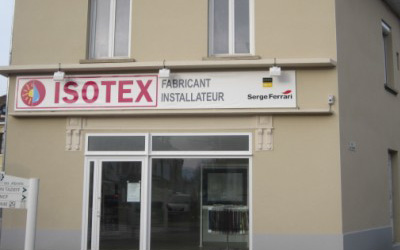 ISOTEX
FABRICANT
INSTALLATEUR
Serge Ferrari